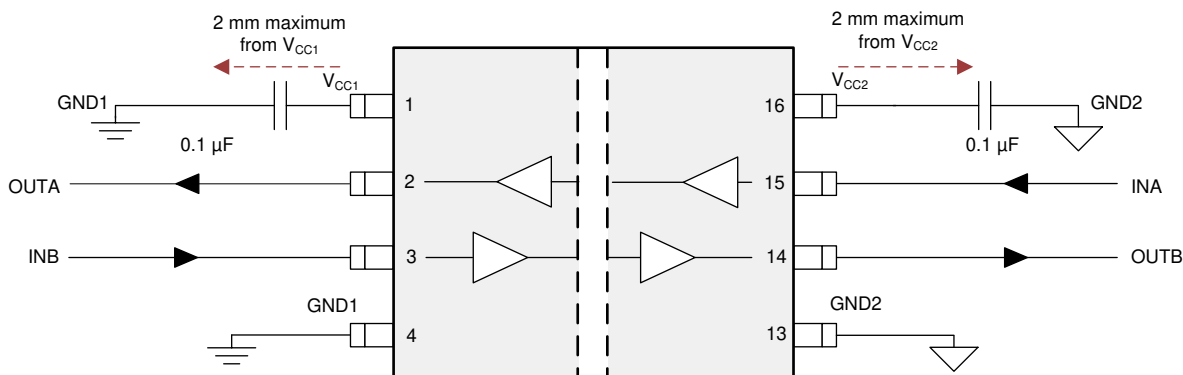 2 mm maximum
from VCC1
2 mm maximum
from VCC2
VCC1
VCC2
GND1
1
16
GND2
0.1 µF
0.1 µF
OUTA
2
15
INA
INB
3
14
OUTB
GND1
GND2
4
13